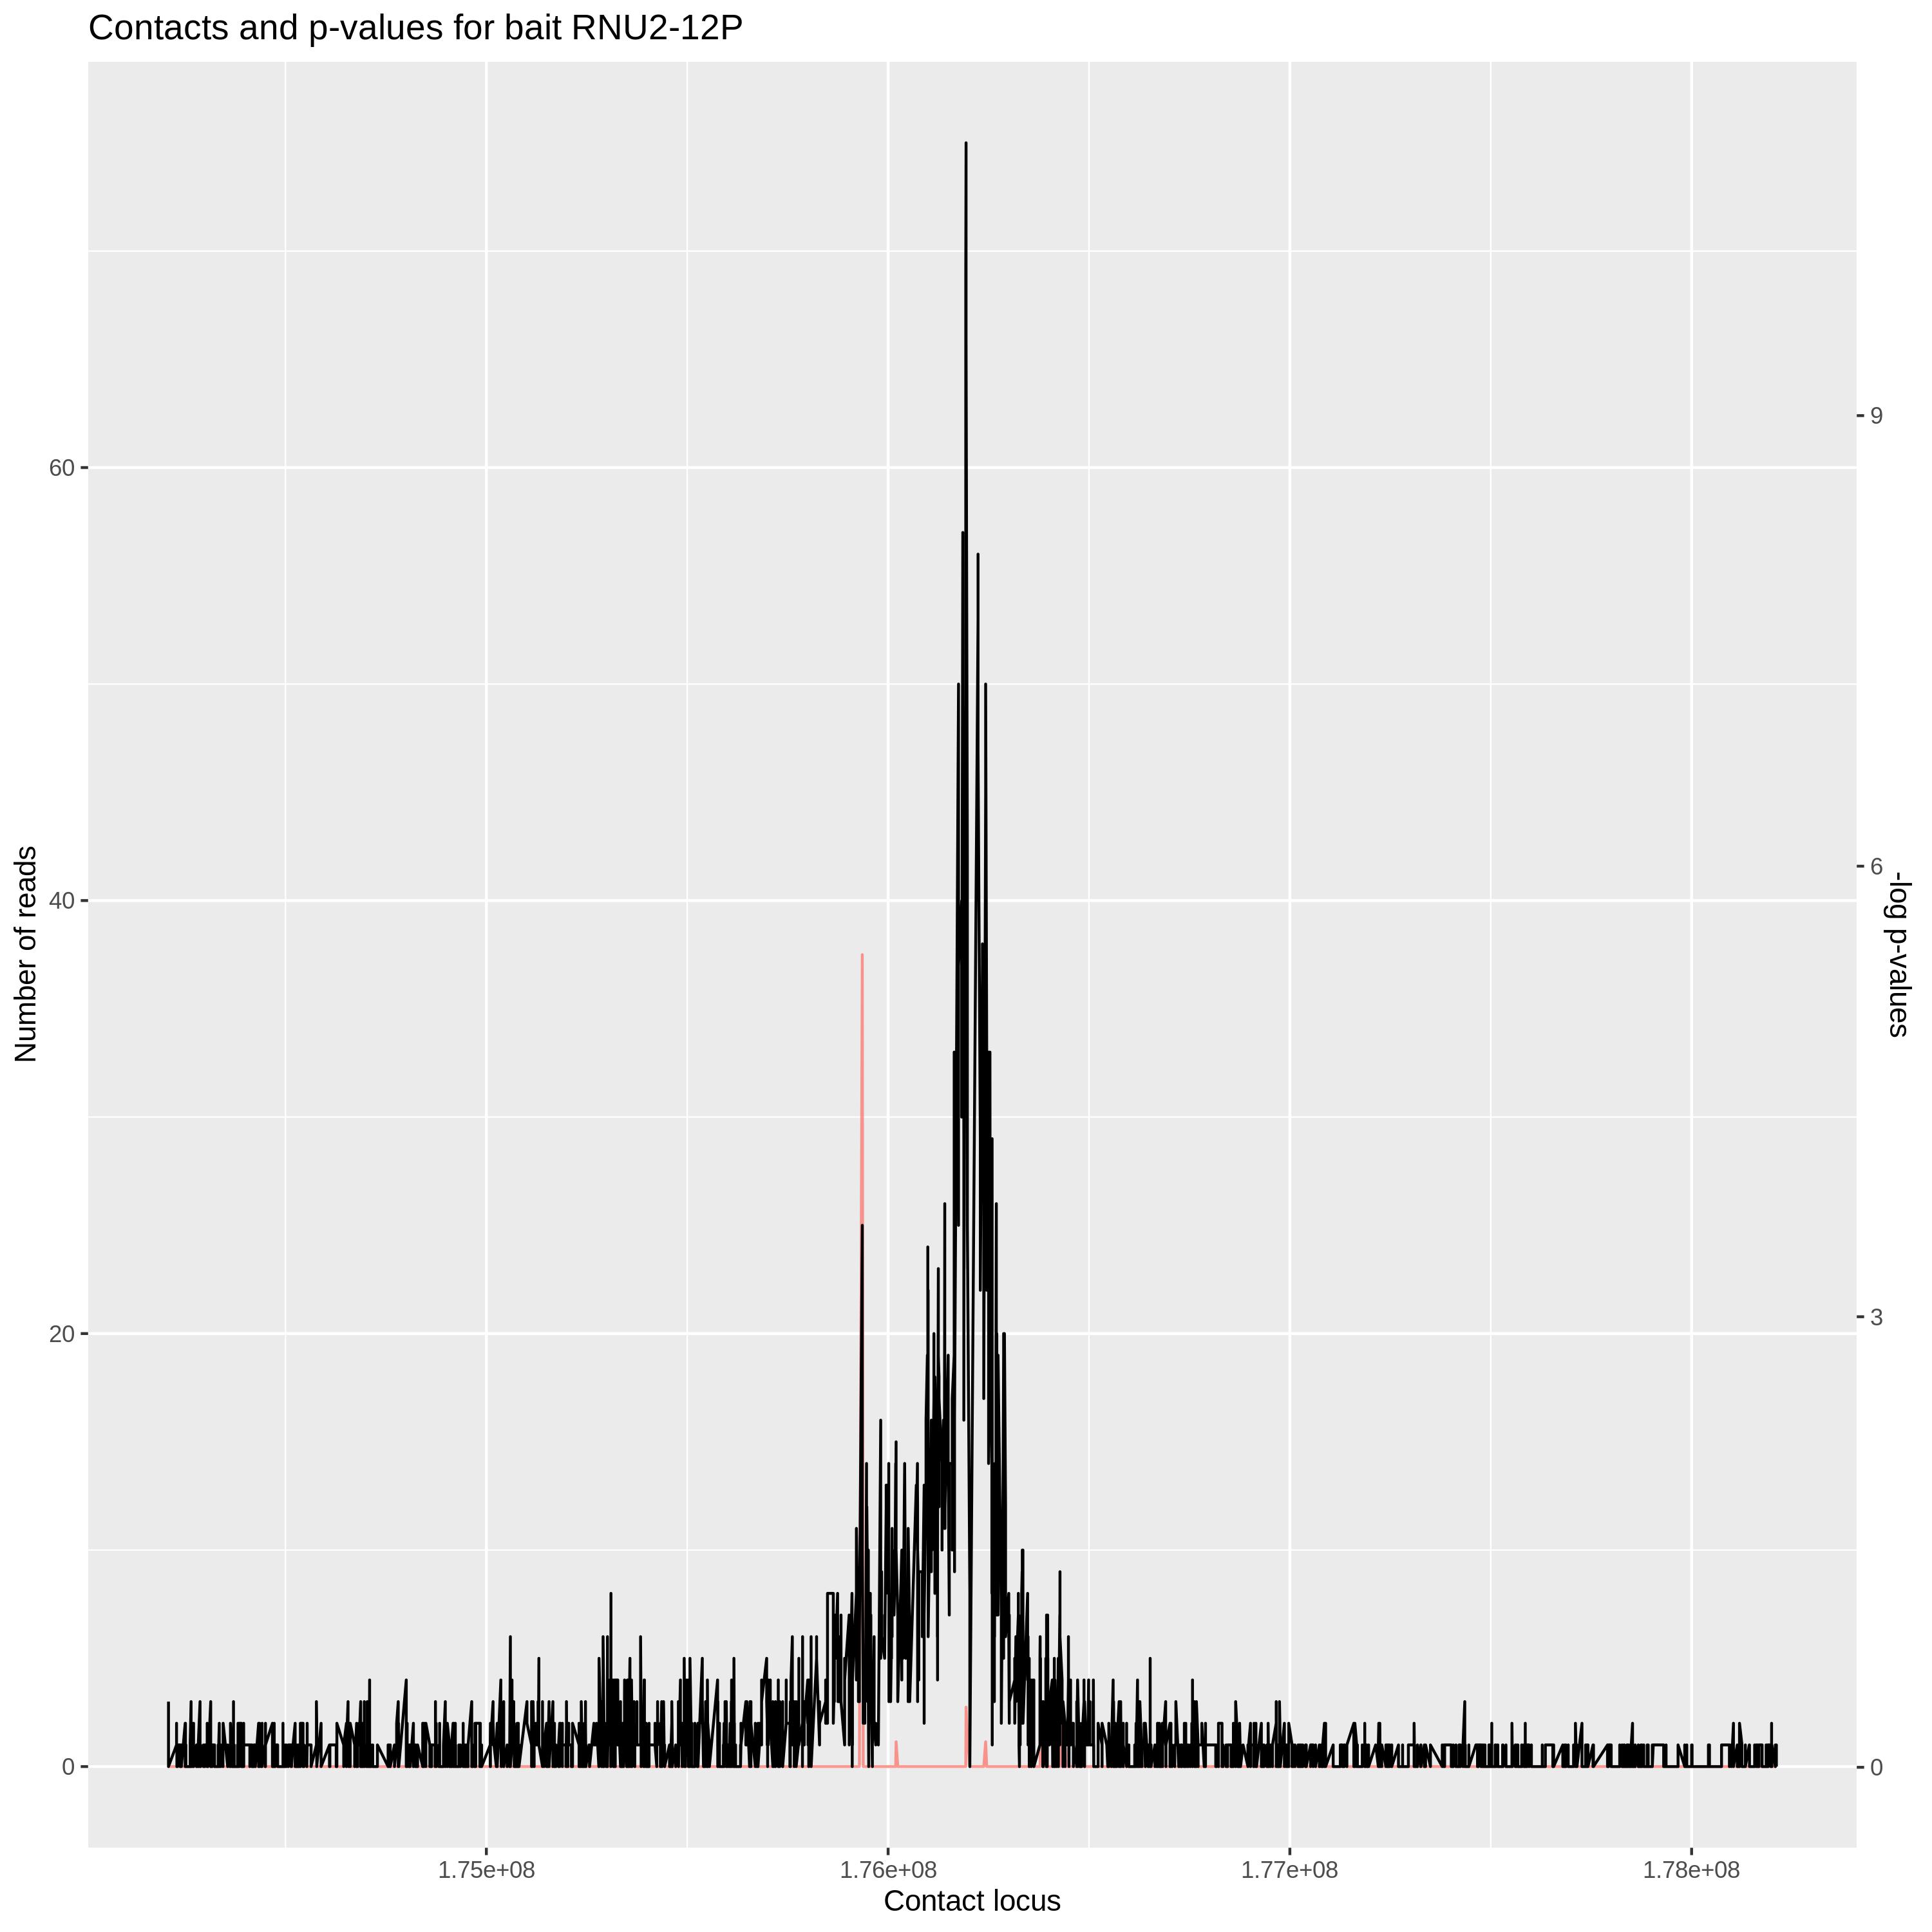 Contacts and p-values for bait RNU2-12P
Number of reads
60
40
20
0
9
6
3
0
-log p-values
1.75e+08
1.76e+08
1.77e+08
1.78e+08
Contact locus